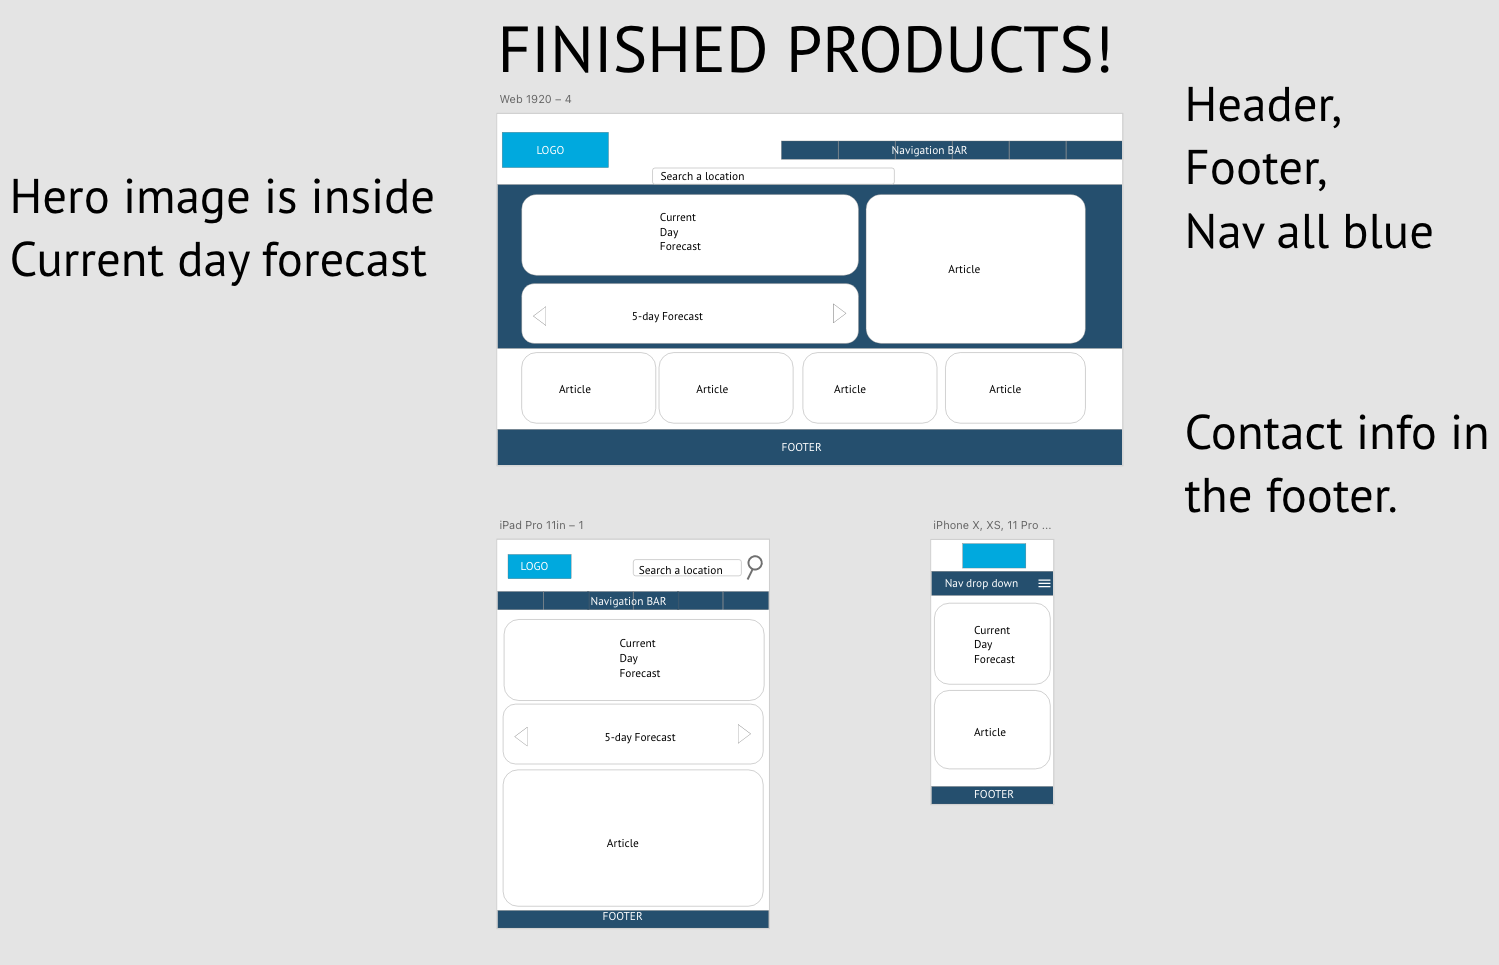 FINISHED PRODUCTS!
Hero image is inside
Current day forecast
Header,
Footer,
Nav all blue
Contact info in
the footer.
Web 1920 – 4
LOGO
Navigation BAR
Search a location
Current
Day
Forecast
Article
5-day Forecast
Article
Article
Article
Article
FOOTER
iPad Pro 11in – 1
LOGO
Search a location
Navigation BAR
Current
Day
Forecast
5-day Forecast
Article
FOOTER
iPhone X, XS, 11 Pro ...
Nav drop down
Current
Day
Forecast
Article
FOOTER